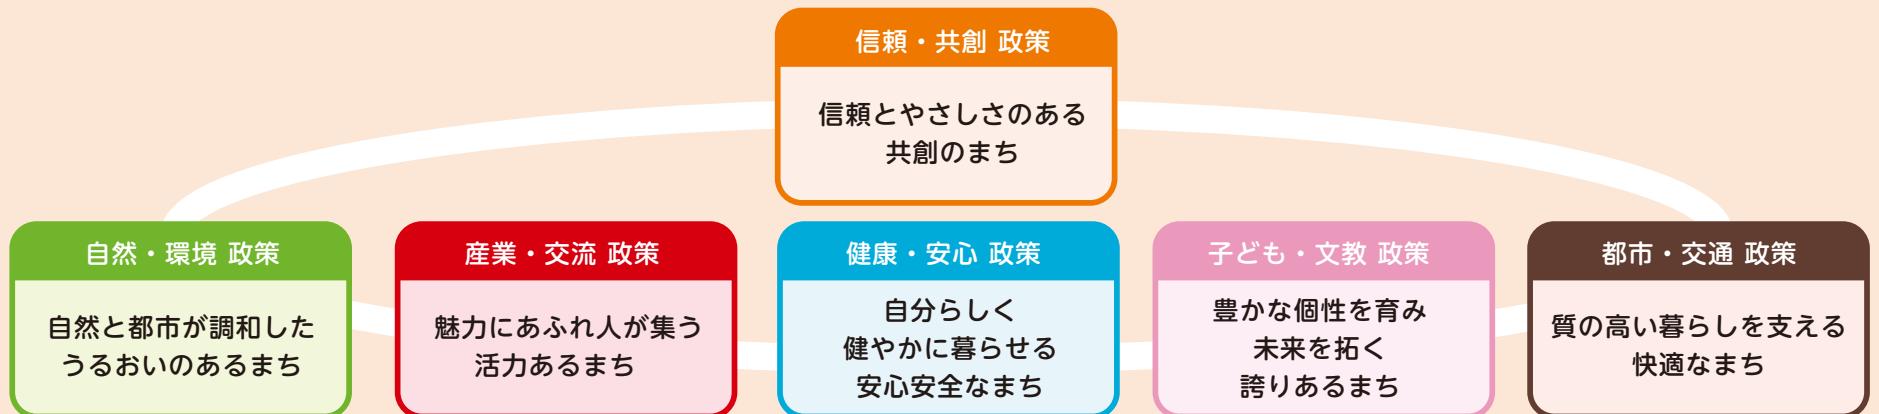 信頼・共創 政策
信頼とやさしさのある
共創のまち
自然・環境 政策
自然と都市が調和した
うるおいのあるまち
産業・交流 政策
魅力にあふれ人が集う
活力あるまち
健康・安心 政策
自分らしく
健やかに暮らせる
安心安全なまち
子ども・文教 政策
豊かな個性を育み
未来を拓く
誇りあるまち
都市・交通 政策
質の高い暮らしを支える
快適なまち